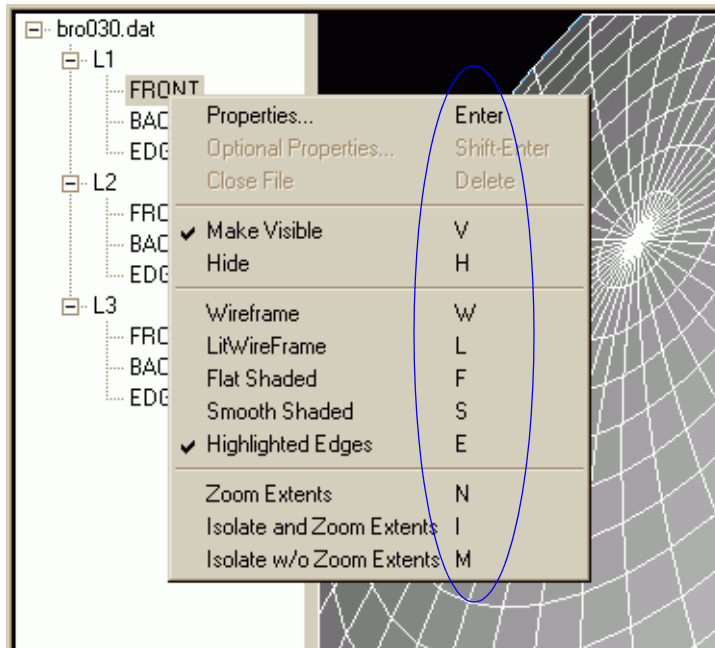 bro030.dat
L1
FRONT
BAC
EDG
L2
FRO
BAC
EDG
L3
FRO
BAC
EDG
Properties... Enter
Optional Properties... Shift-Enter
Close File Delete
Make Visible V
Hide H
Wireframe W
LitWireFrame L
Flat Shaded F
Smooth Shaded S
Highlighted Edges E
Zoom Extents N
Isolate and Zoom Extents I
Isolate w/o Zoom Extents M